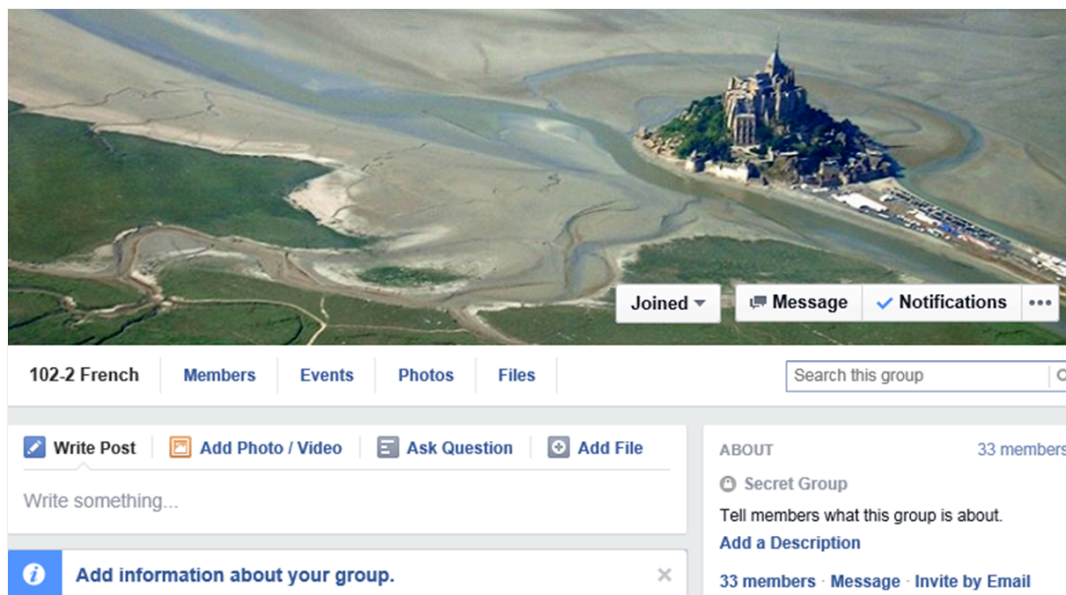 Joined
Message
Notifications
102-2 French
Members
Events
Photos
Files
Search this group
Write Post
Add Photo / Video
Ask Question
Add File
Write something...
Add information about your group.
ABOUT
33 members
Secret Group
Tell members what this group is about.
Add a Description
33 members · Message · Invite by Email